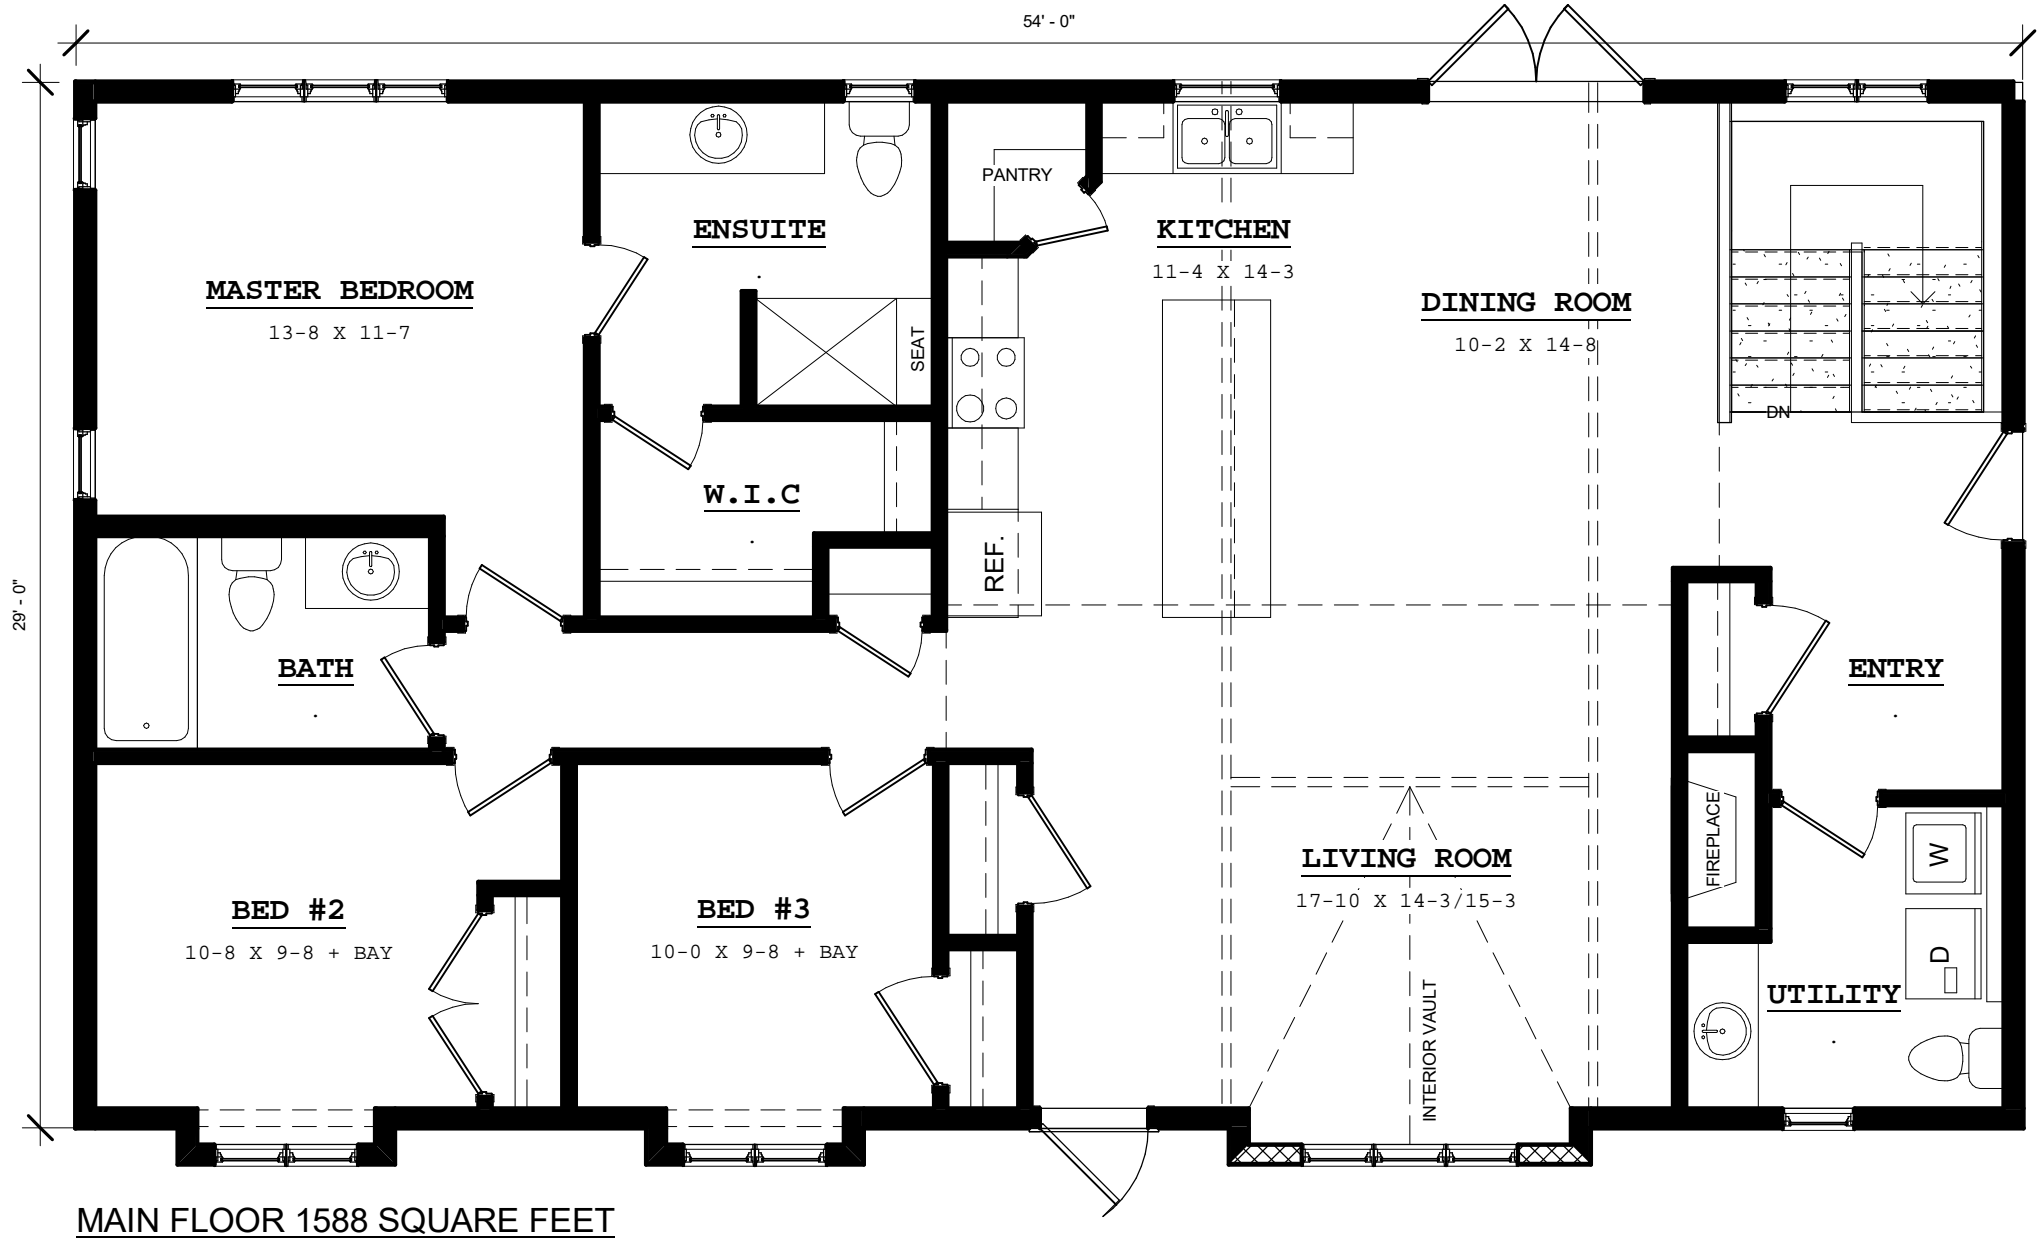 54' - 0"
29' - 0"
MASTER BEDROOM
13-8 X 11-7
ENSUITE
SEAT
W.I.C
PANTRY
KITCHEN
11-4 X 14-3
REF.
DINING ROOM
10-2 X 14-8
DN
BATH
ENTRY
BED #2
10-8 X 9-8 + BAY
BED #3
10-0 X 9-8 + BAY
LIVING ROOM
17-10 X 14-3/15-3
INTERIOR VAULT
FIREPLACE
W
D
UTILITY
MAIN FLOOR 1588 SQUARE FEET